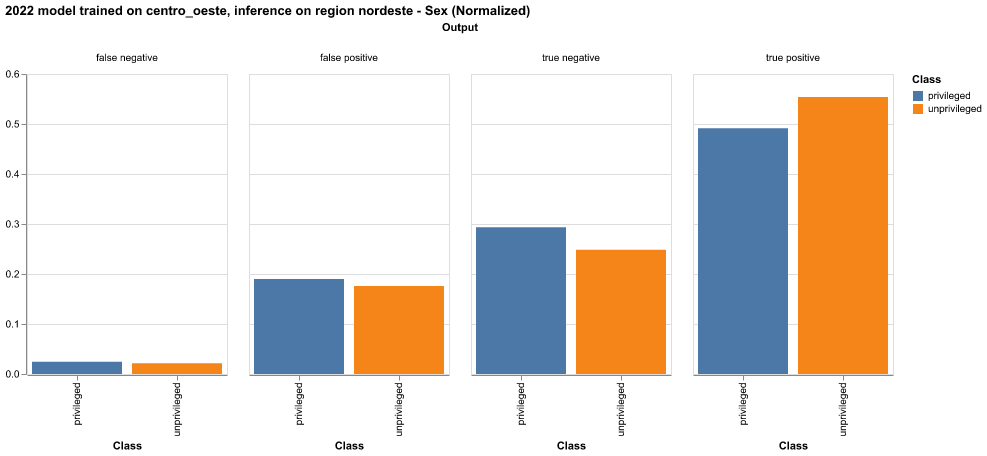 2022 model trained on centro_oeste, inference on region nordeste - Sex (Normalized)
Output
false negative
false positive
true negative
true positive
0.6
0.5
0.4
0.3
0.2
0.1
0.0
privileged
unprivileged
privileged
unprivileged
privileged
unprivileged
privileged
unprivileged
Class
Class
Class
Class
Class
privileged
unprivileged